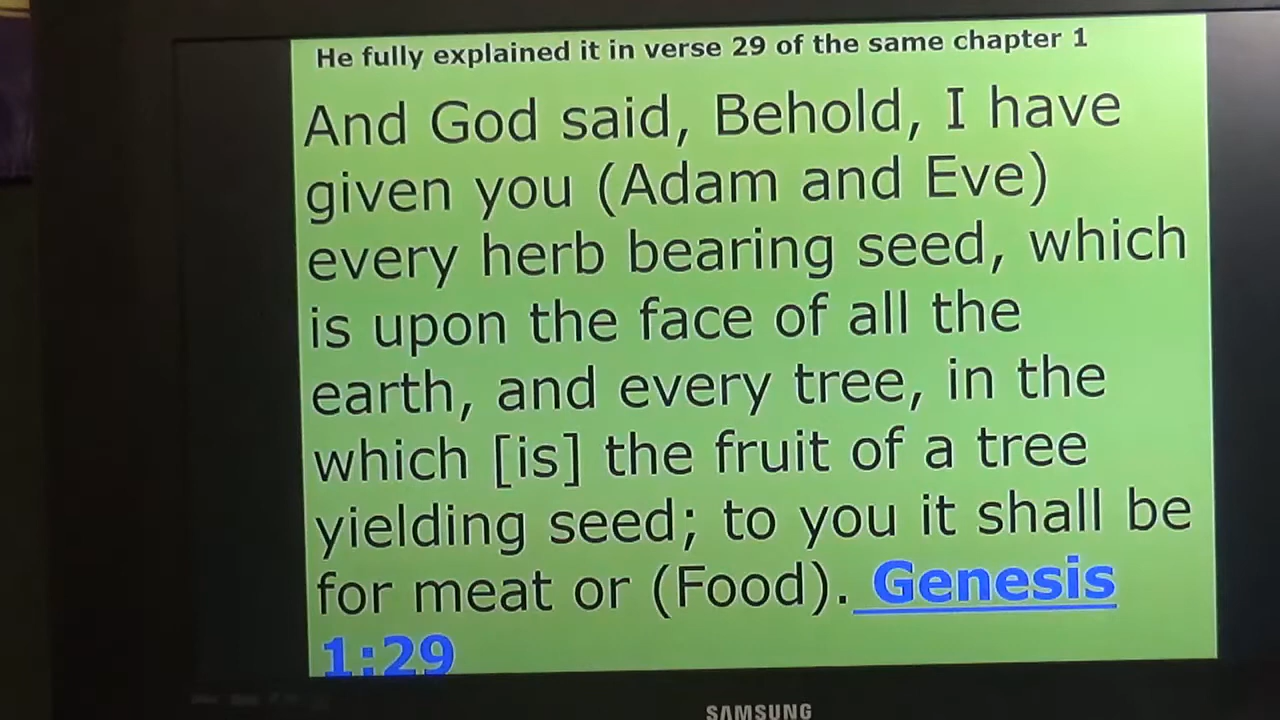 He fully explained it in verse 29 of the same chapter 1
And God said, Behold, I have
given you (Adam and Eve)
every herb bearing seed, which
is upon the face of all the
earth, and every tree, in the
which [is] the fruit of a tree
yielding seed; to you it shall be
for meat or (Food). Genesis
1:29
SAMSUNG